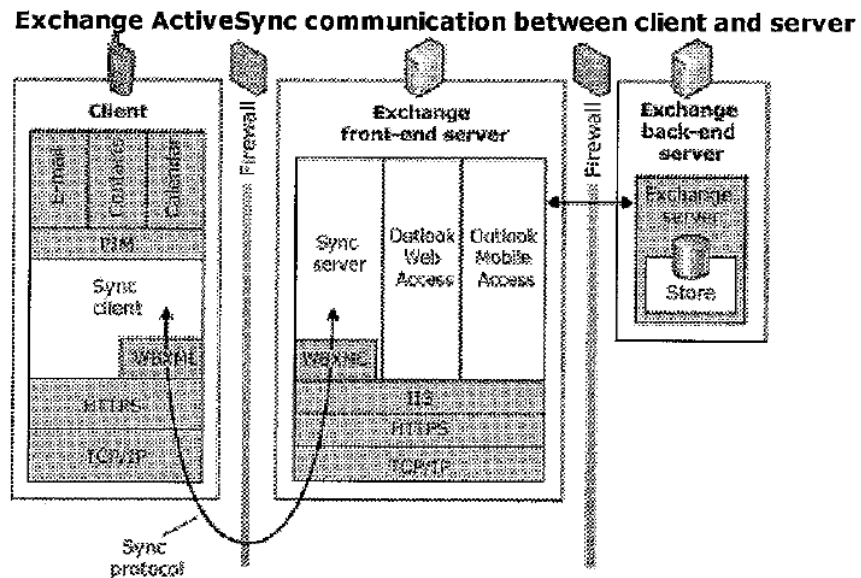 Exchange ActiveSync communication between client and server
Client
E-mail
Contacts
Calendar
PIM
Sync
client
WBXML
HTTPS
TCP/IP
Sync
protocol
Firewall
Exchange
front-end server
Sync
server
Outlook
Web
Access
Outlook
Mobile
Access
WBXML
IIS
HTTPS
TCP/IP
Firewall
Exchange
back-end
server
Exchange
server
Store